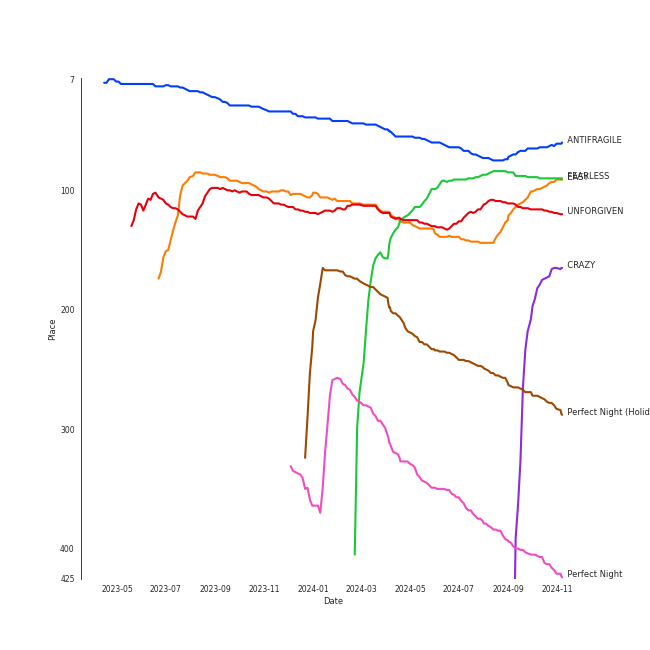 7
ANTIFRAGILE
FEARLESS
EASY
100
UNFORGIVEN
CRAZY
200
Place
300
Perfect Night (Holid
400
Perfect Night
425
2023-05 2023-07 2023-09 2023-11 2024-01 2024-03 2024-05 2024-07 2024-09 2024-11
Date